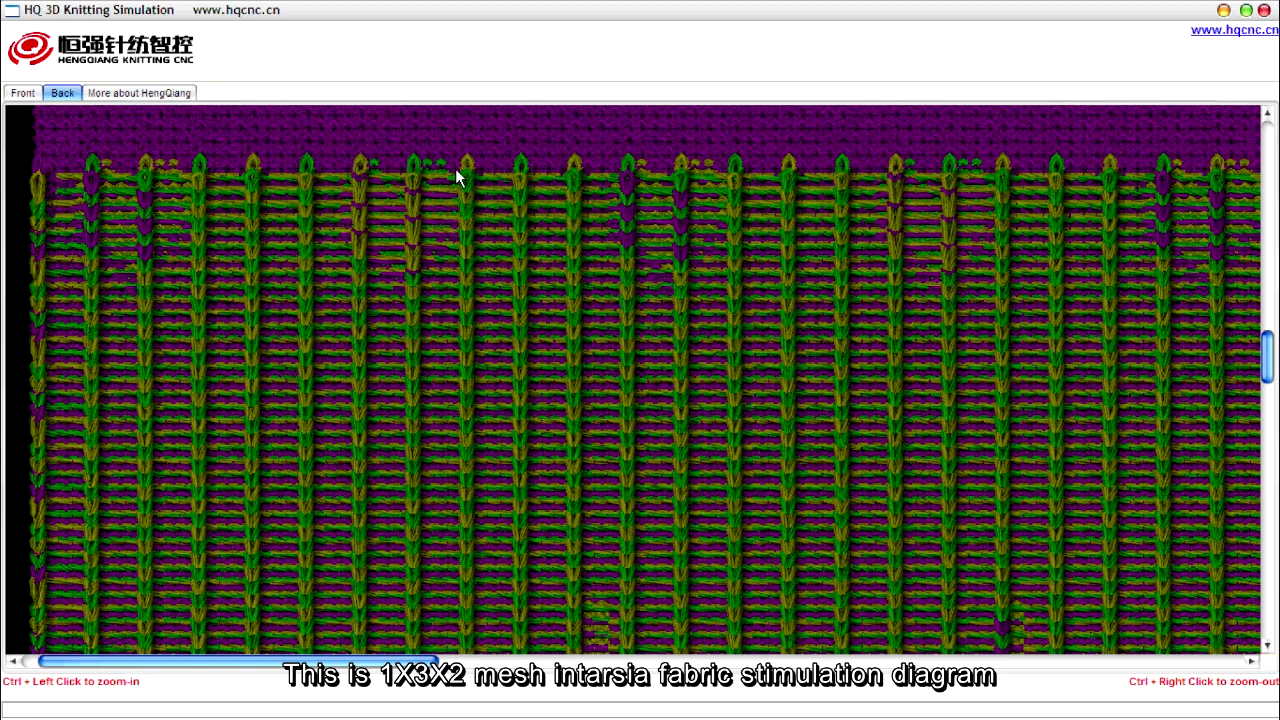 HQ 3D Knitting Simulation www.hqcnc.cn
www.hqcnc.cn
恒强针纺智控
HENGQIANG KNITTING CNC
Front Back More about HengQiang
This is 1X3X2 mesh intarsia fabric stimulation diagram
Ctrl + Left Click to zoom-in
Ctrl + Right Click to zoom-out